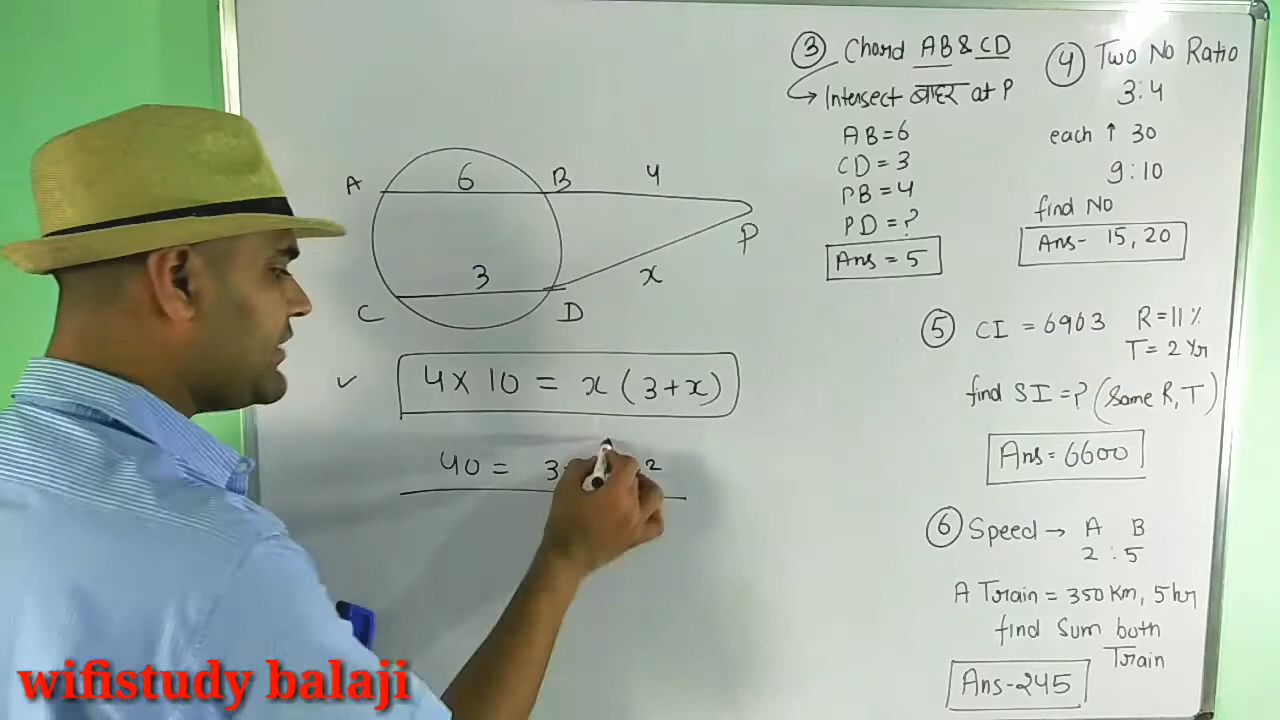 ③ Chord AB & CD
↳ Intersect बाहर at P
AB = 6
CD = 3
PB = 4
PD = ?
Ans = 5
④ Two No Ratio
3:4
each ↑ 30
9:10
find No
Ans- 15, 20
A 6 B 4
P
3 x
C D
✓ 4 × 10 = x (3+x)
40 = 3 2
⑤ CI = 6963 R = 11 %
T = 2 Yr
find SI = ? (Same R, T)
Ans = 6600
⑥ Speed → A B
2 : 5
A Train = 350 Km, 5 hr
find Sum both
Train
Ans-245
wifistudy balaji